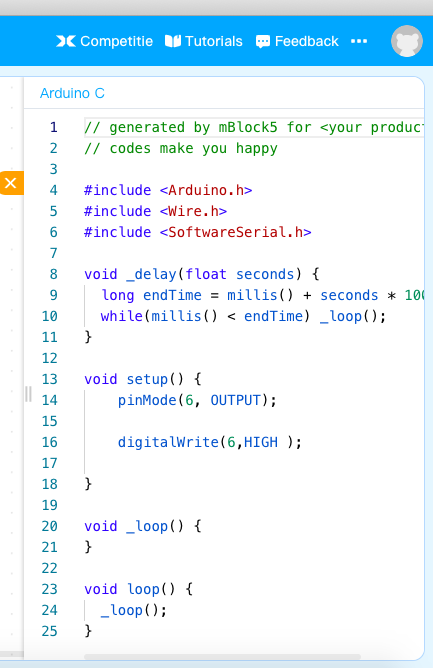 Competitie Tutorials Feedback
Arduino C
1 // generated by mBlock5 for <your product
2 // codes make you happy
3
4 #include <Arduino.h>
5 #include <Wire.h>
6 #include <SoftwareSerial.h>
7
8 void _delay(float seconds) {
9 long endTime = millis() + seconds * 100
10 while(millis() < endTime) _loop();
11 }
12
13 void setup() {
14 pinMode(6, OUTPUT);
15
16 digitalWrite(6,HIGH );
17
18 }
19
20 void _loop() {
21 }
22
23 void loop() {
24 _loop();
25 }